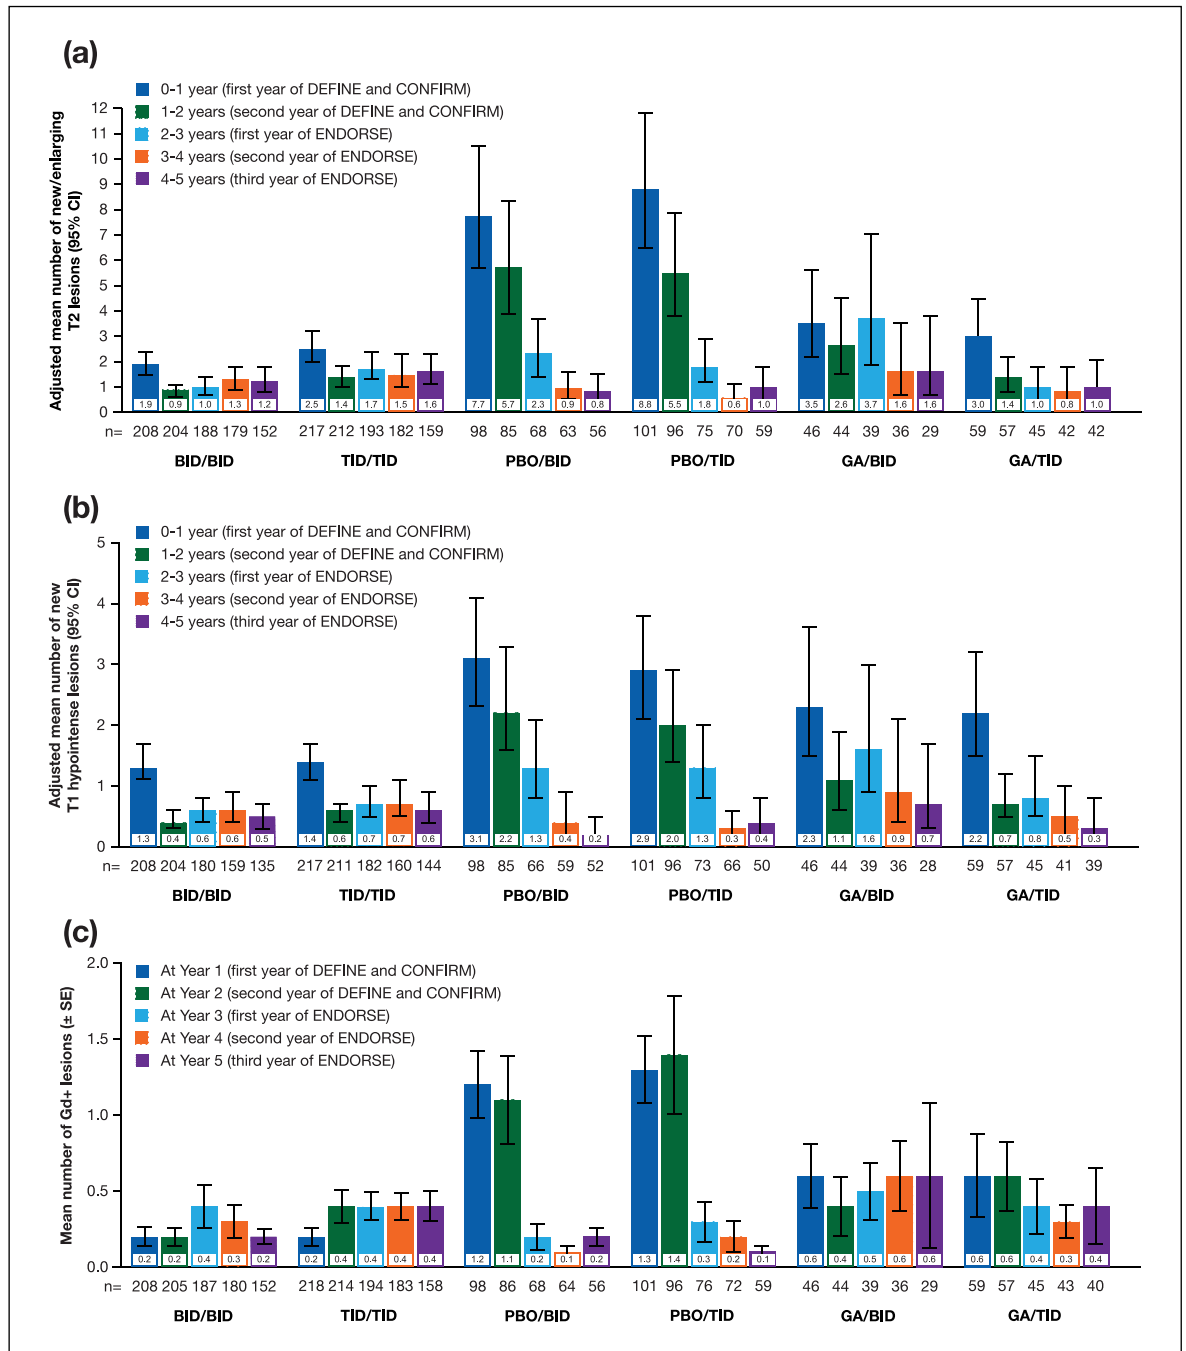 (a)
0-1 year (first year of DEFINE and CONFIRM)
1-2 years (second year of DEFINE and CONFIRM)
2-3 years (first year of ENDORSE)
3-4 years (second year of ENDORSE)
4-5 years (third year of ENDORSE)
Adjusted mean number of new/enlarging
T2 lesions (95% CI)
12
11
10
9
8
7
6
5
4
3
2
1
0
1.9 0.9 1.0 1.3 1.2 2.5 1.4 1.7 1.5 1.6 7.7 5.7 2.3 0.9 0.8 8.8 5.5 1.8 0.6 1.0 3.5 2.6 3.7 1.6 1.6 3.0 1.4 1.0 0.8 1.0
n= 208 204 188 179 152 217 212 193 182 159 98 85 68 63 56 101 96 75 70 59 46 44 39 36 29 59 57 45 42 42
BID/BID TID/TID PBO/BID PBO/TID GA/BID GA/TID
(b)
0-1 year (first year of DEFINE and CONFIRM)
1-2 years (second year of DEFINE and CONFIRM)
2-3 years (first year of ENDORSE)
3-4 years (second year of ENDORSE)
4-5 years (third year of ENDORSE)
Adjusted mean number of new
T1 hypointense lesions (95% CI)
5
4
3
2
1
0
1.3 0.4 0.6 0.6 0.5 1.4 0.6 0.7 0.7 0.6 3.1 2.2 1.3 0.4 0.2 2.9 2.0 1.3 0.3 0.4 2.3 1.1 1.6 0.9 0.7 2.2 0.7 0.8 0.5 0.3
n= 208 204 180 159 135 217 211 182 160 144 98 85 66 59 52 101 96 73 66 50 46 44 39 36 28 59 57 45 41 39
BID/BID TID/TID PBO/BID PBO/TID GA/BID GA/TID
(c)
At Year 1 (first year of DEFINE and CONFIRM)
At Year 2 (second year of DEFINE and CONFIRM)
At Year 3 (first year of ENDORSE)
At Year 4 (second year of ENDORSE)
At Year 5 (third year of ENDORSE)
Mean number of Gd+ lesions (± SE)
2.0
1.5
1.0
0.5
0.0
0.2 0.2 0.4 0.3 0.2 0.2 0.4 0.4 0.4 0.4 1.2 1.1 0.2 0.1 0.2 1.3 1.4 0.3 0.2 0.1 0.6 0.4 0.5 0.6 0.6 0.6 0.6 0.4 0.3 0.4
n= 208 205 187 180 152 218 214 194 183 158 98 86 68 64 56 101 96 76 72 59 46 44 39 36 29 59 57 45 43 40
BID/BID TID/TID PBO/BID PBO/TID GA/BID GA/TID